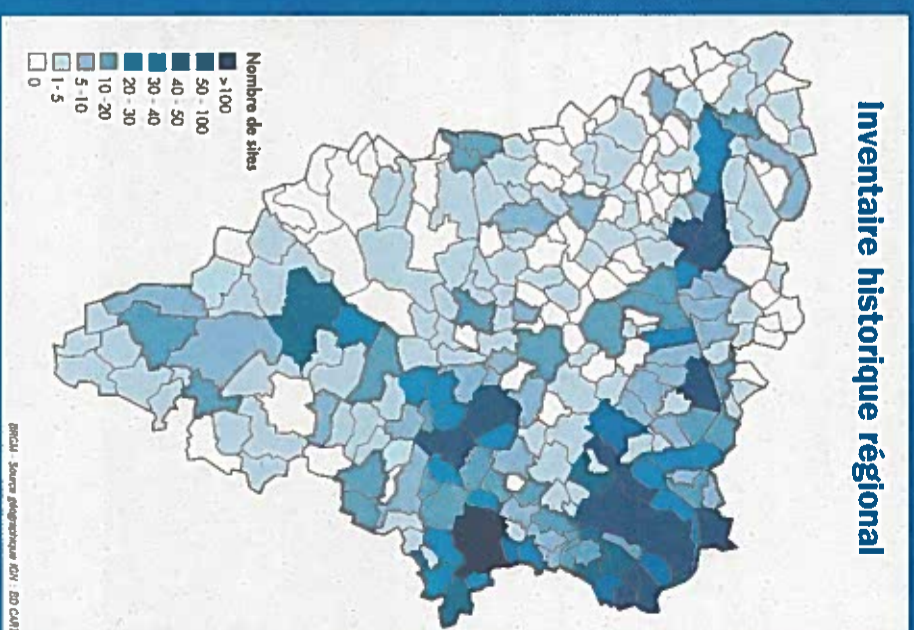 Inventaire historique régional
Nombre de sites
>100
50 - 100
40 - 50
30 - 40
20 - 30
10 -20
5 -10
1 - 5
0
BRGM - Source géographique IGN : BD CART